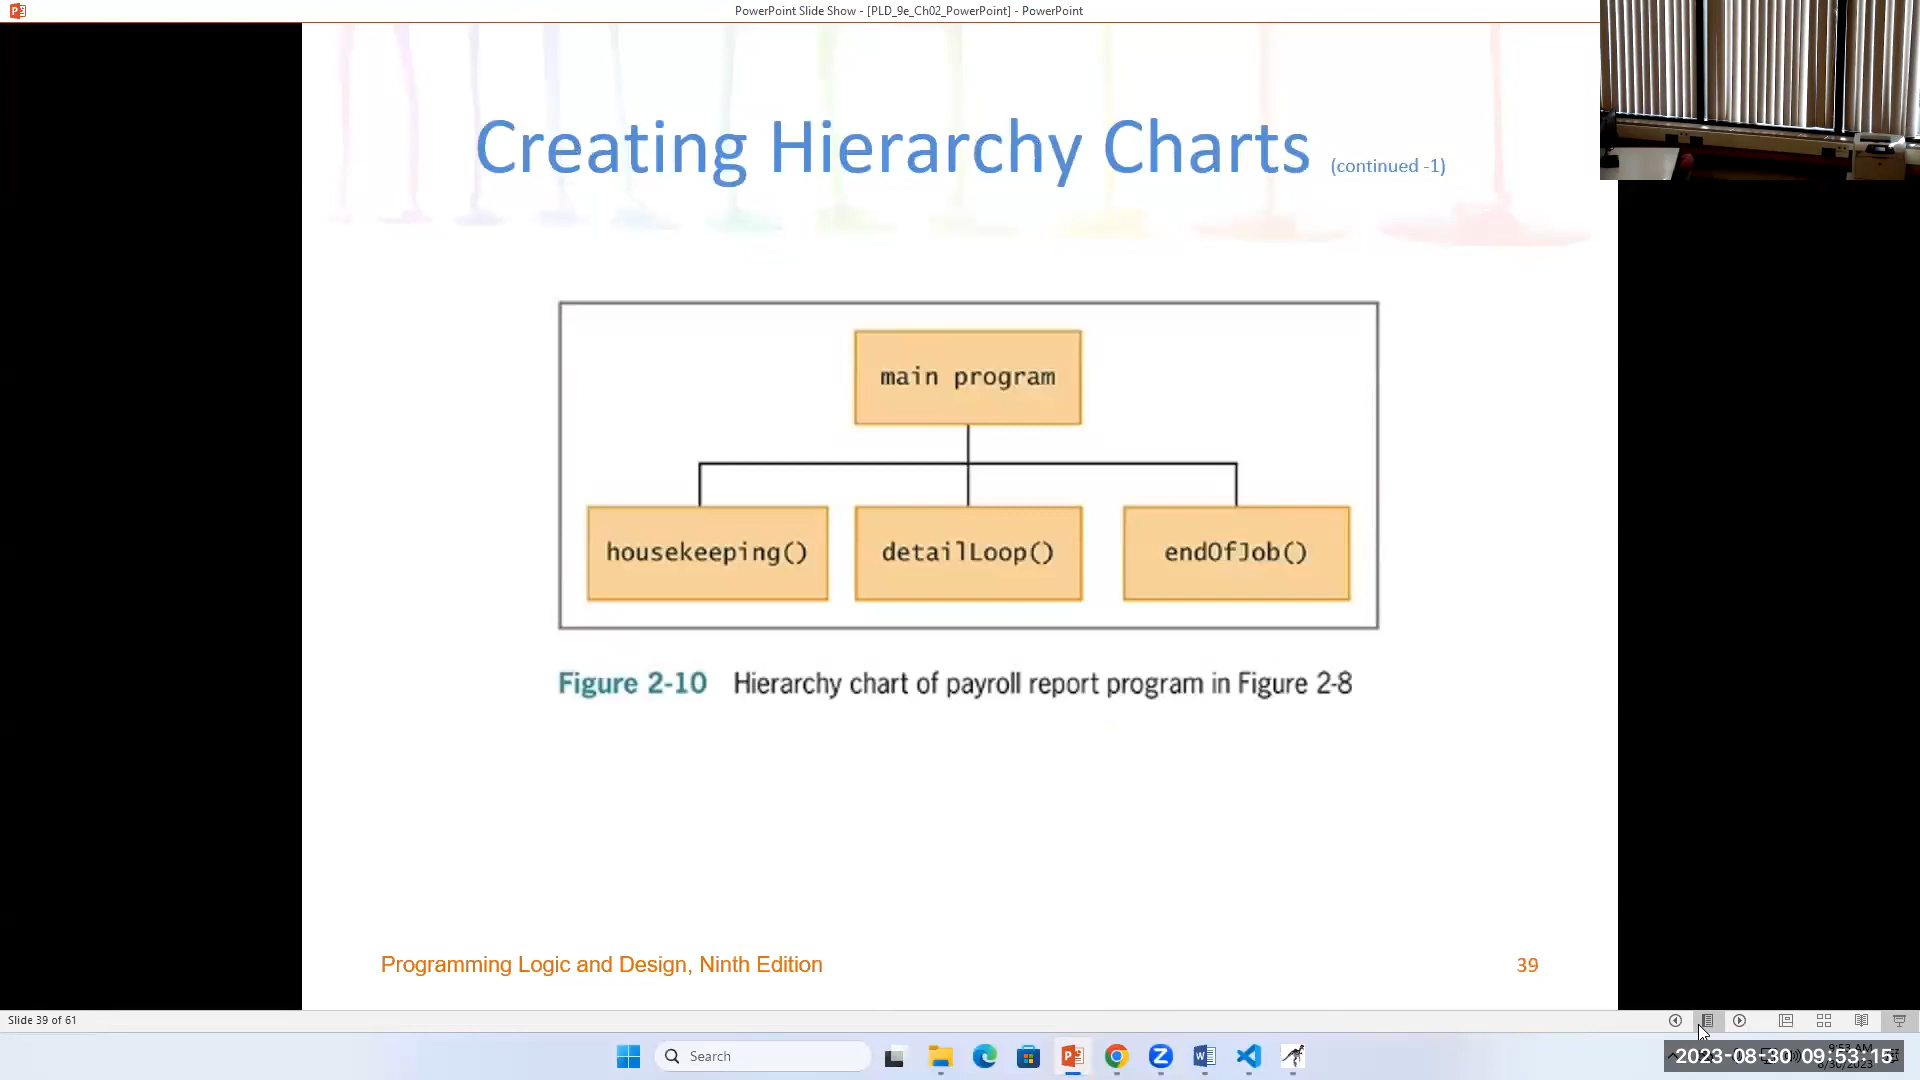 PowerPoint Slide Show - [PLD_9e_Ch02_PowerPoint] - PowerPoint
Creating Hierarchy Charts (continued -1)
main program
housekeeping()
detailLoop()
endOfJob()
Figure 2-10 Hierarchy chart of payroll report program in Figure 2-8
Programming Logic and Design, Ninth Edition
39
Slide 39 of 61
Search
2023-08-30 09:53:15